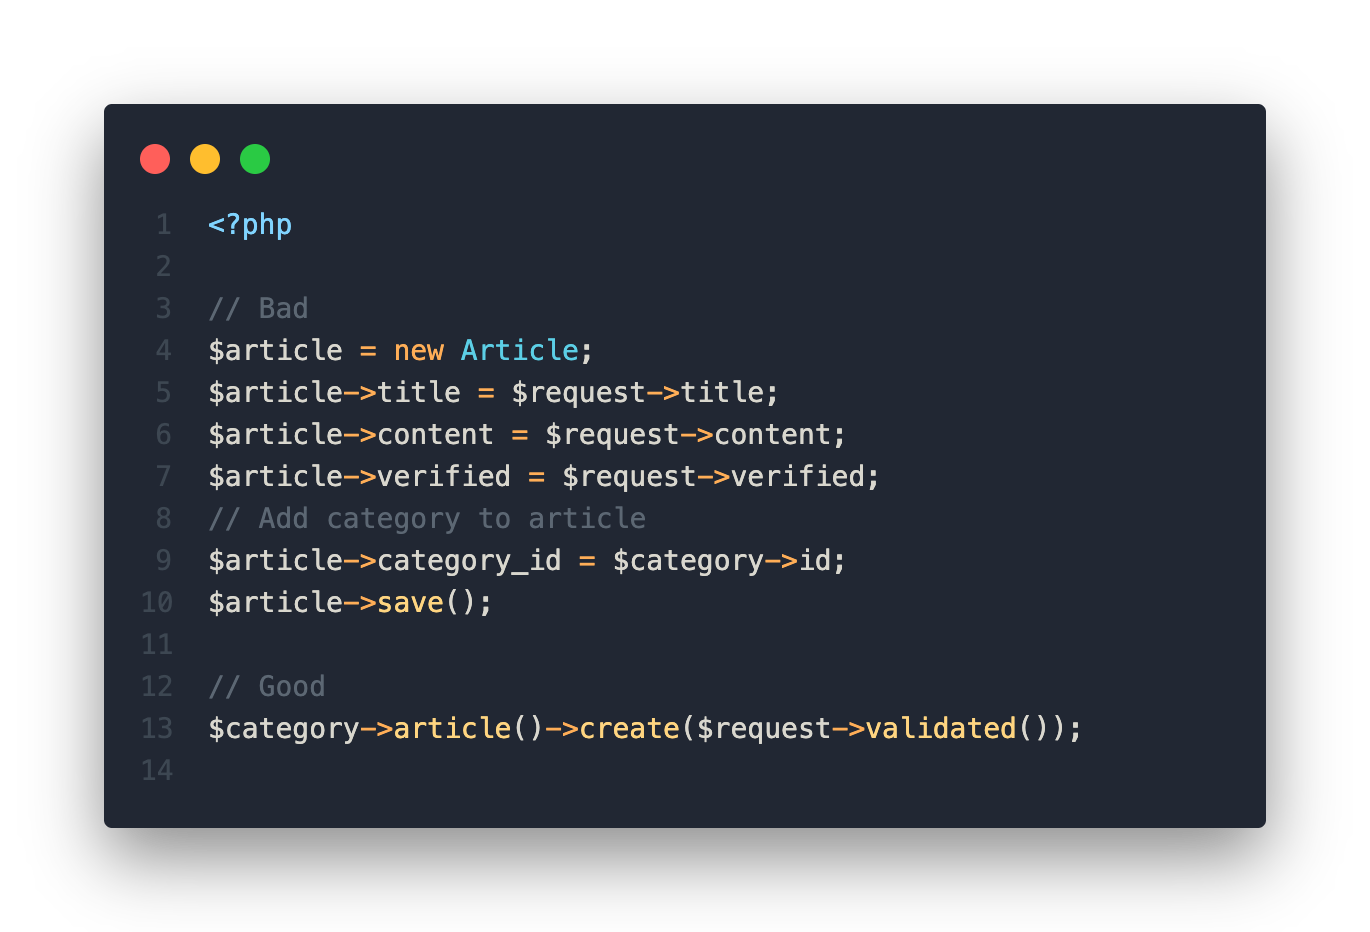 1 <?php
2
3 // Bad
4 $article = new Article;
5 $article->title = $request->title;
6 $article->content = $request->content;
7 $article->verified = $request->verified;
8 // Add category to article
9 $article->category_id = $category->id;
10 $article->save();
11
12 // Good
13 $category->article()->create($request->validated());
14